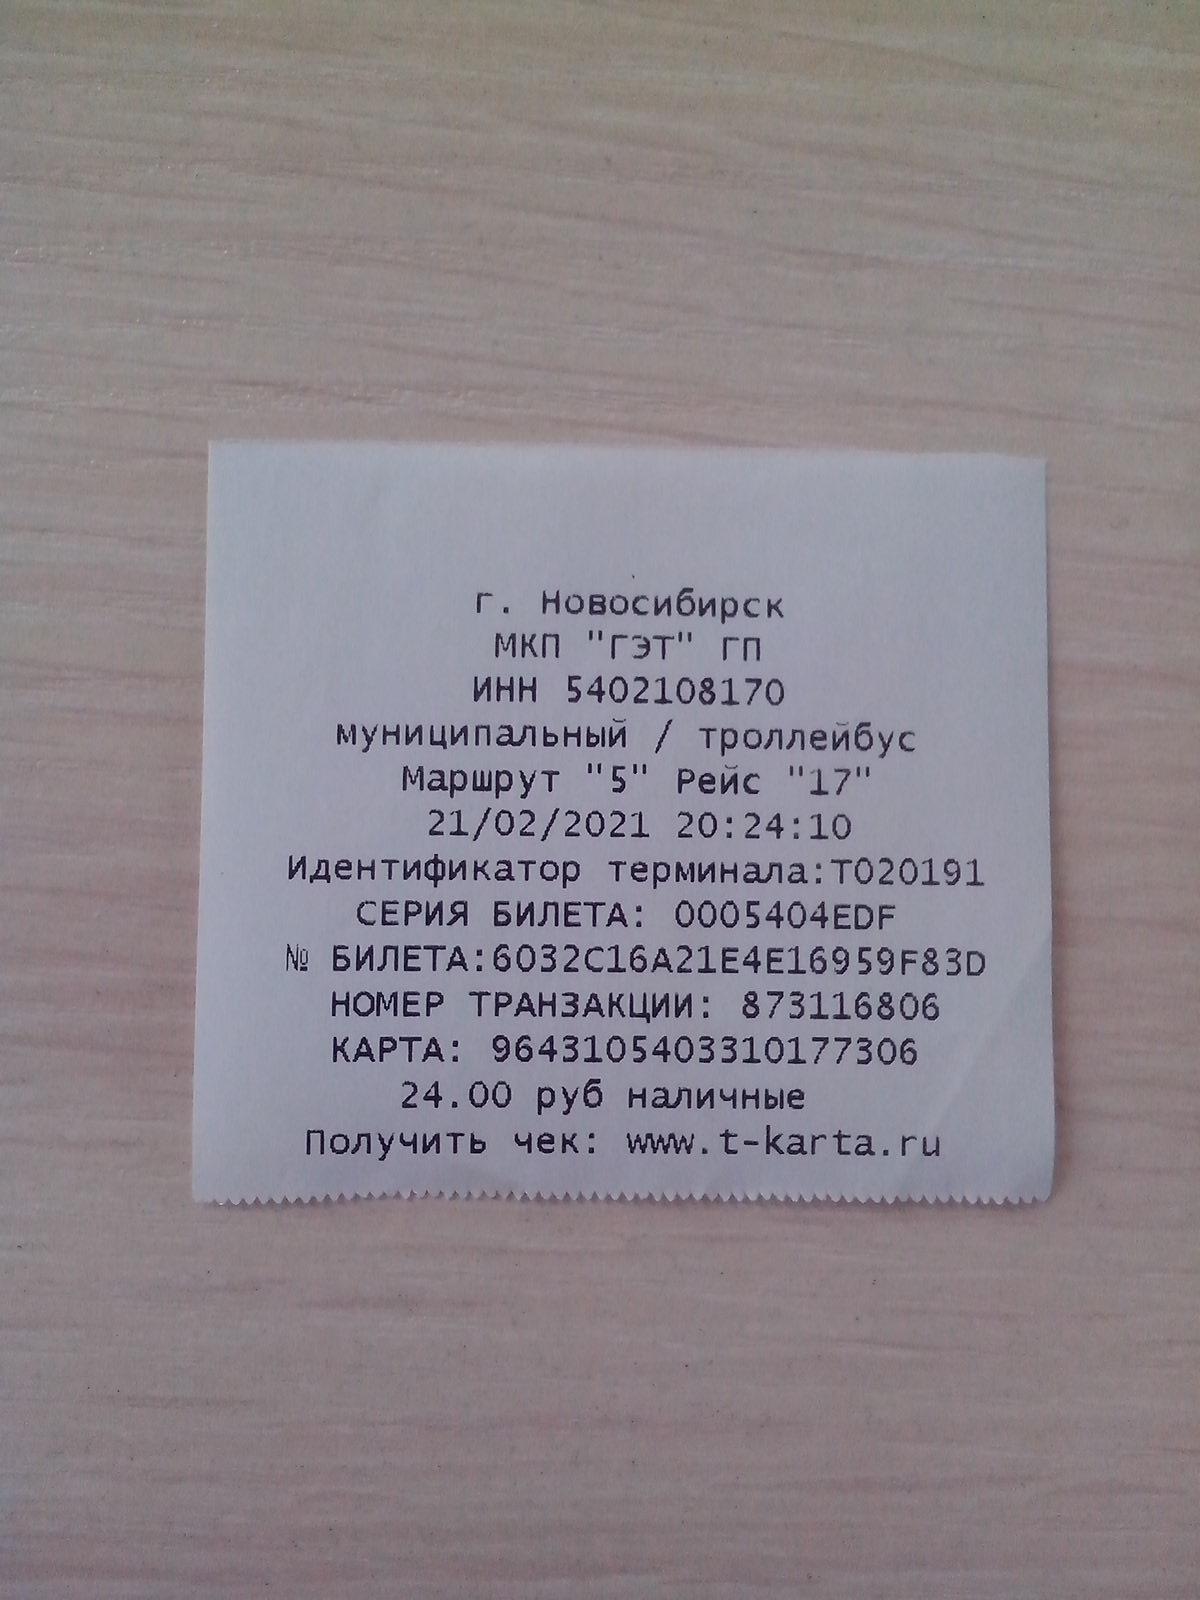 г. Новосибирск
МКП "ГЭТ" ГП
ИНН 5402108170
муниципальный / троллейбус
Маршрут "5" Рейс "17"
21/02/2021 20:24:10
Идентификатор терминала:T020191
СЕРИЯ БИЛЕТА: 0005404EDF
№ БИЛЕТА:6032C16A21E4E16959F83D
НОМЕР ТРАНЗАКЦИИ: 873116806
КАРТА: 9643105403310177306
24.00 руб наличные
Получить чек: www.t-karta.ru